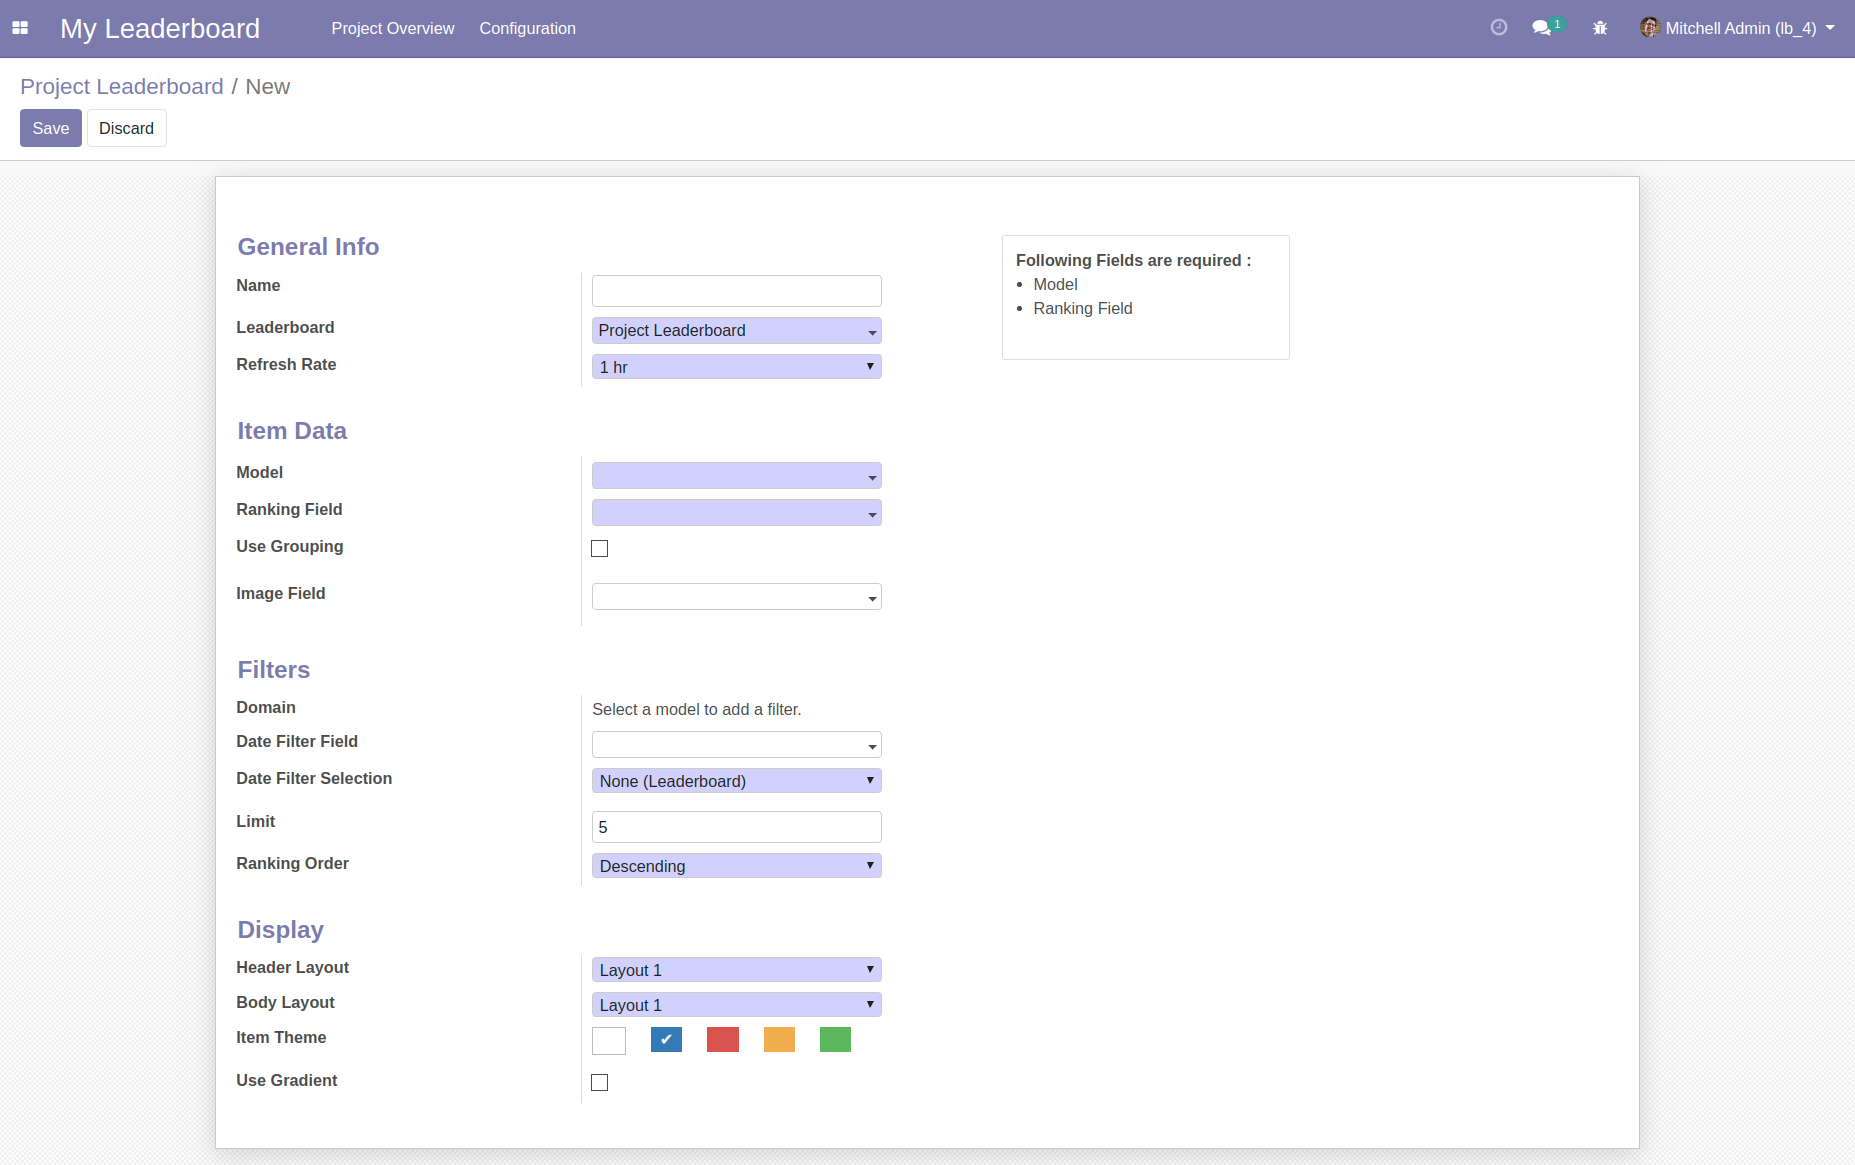 My Leaderboard Project Overview Configuration 1 Mitchell Admin (lb_4)
Project Leaderboard / New
Save Discard
General Info
Name
Leaderboard Project Leaderboard
Refresh Rate 1 hr
Following Fields are required :
Model
Ranking Field
Item Data
Model
Ranking Field
Use Grouping
Image Field
Filters
Domain Select a model to add a filter.
Date Filter Field
Date Filter Selection None (Leaderboard)
Limit 5
Ranking Order Descending
Display
Header Layout Layout 1
Body Layout Layout 1
Item Theme
Use Gradient